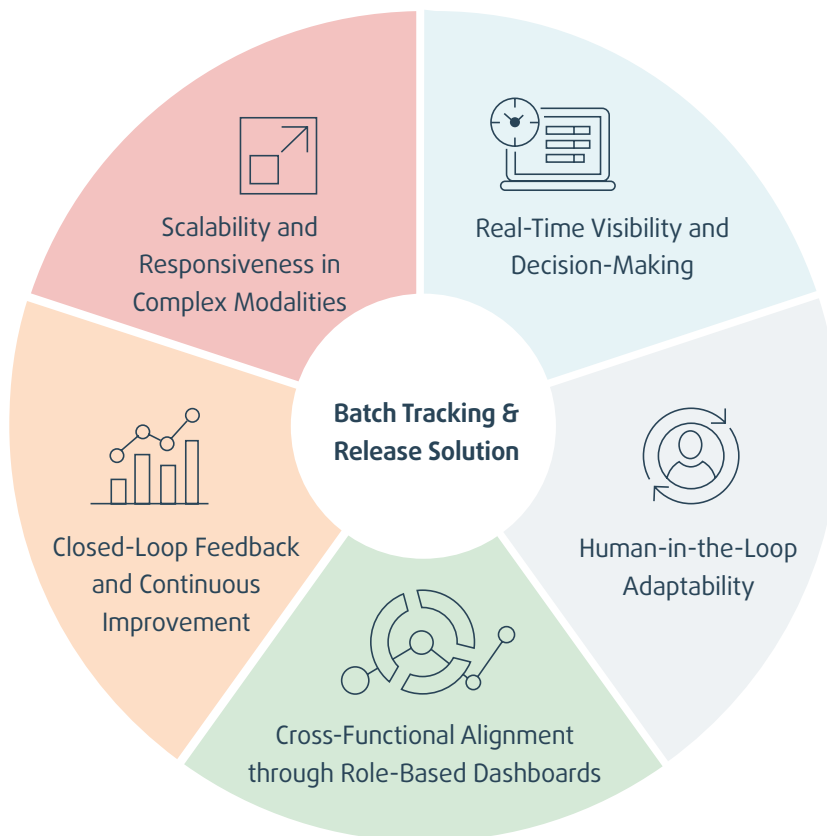 Scalability and
Responsiveness in
Complex Modalities
Real-Time Visibility and
Decision-Making
Batch Tracking &
Release Solution
Human-in-the-Loop
Adaptability
Closed-Loop Feedback
and Continuous
Improvement
Cross-Functional Alignment
through Role-Based Dashboards